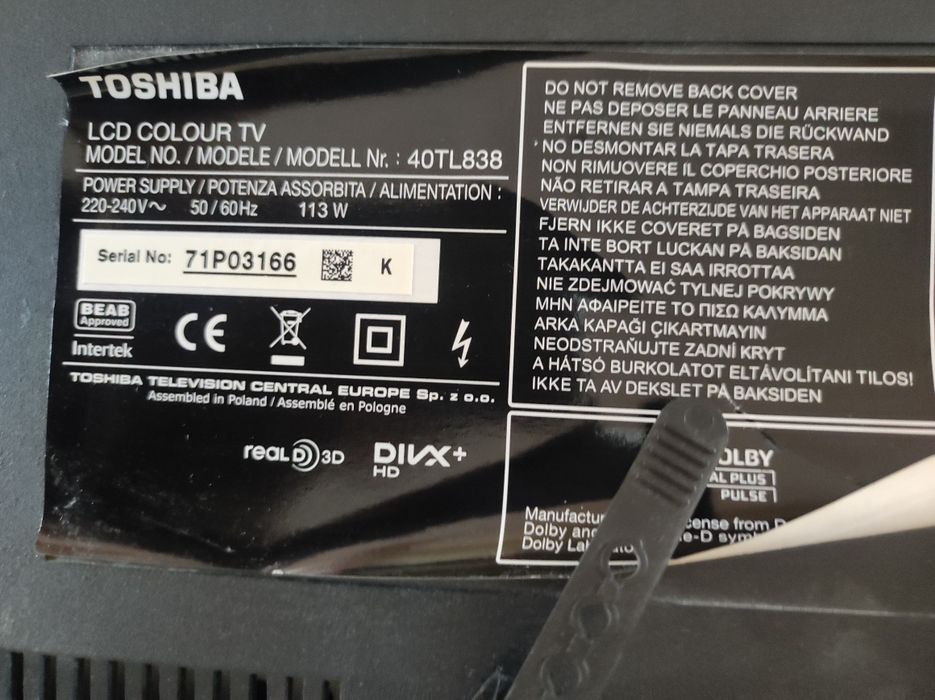 TOSHIBA
LCD COLOUR TV
MODEL NO. / MODELE / MODELL Nr. : 40TL838
POWER SUPPLY / POTENZA ASSORBITA / ALIMENTATION :
220-240V～ 50 / 60Hz 113 W
Serial No: 71P03166 K
BEAB
Approved
Intertek
CE
TOSHIBA TELEVISION CENTRAL EUROPE Sp. z o.o.
Assembled in Poland / Assemblé en Pologne
REAL D 3D
DIVX+
HD
DO NOT REMOVE BACK COVER
NE PAS DEPOSER LE PANNEAU ARRIERE
ENTFERNEN SIE NIEMALS DIE RÜCKWAND
NO DESMONTAR LA TAPA TRASERA
NON RIMUOVERE IL COPERCHIO POSTERIORE
NÃO RETIRAR A TAMPA TRASEIRA
VERWIJDER DE ACHTERZIJDE VAN HET APPARAAT NIET
FJERN IKKE COVERET PÅ BAGSIDEN
TA INTE BORT LUCKAN PÅ BAKSIDAN
TAKAKANTTA EI SAA IRROTTAA
NIE ZDEJMOWAĆ TYLNEJ POKRYWY
ΜΗΝ ΑΦΑΙΡΕΙΤΕ ΤΟ ΠΙΣΩ ΚΑΛΥΜΜΑ
ARKA KAPAĞI ÇIKARTMAYIN
NEODSTRAŇUJTE ZADNÍ KRYT
A HÁTSÓ BURKOLATOT ELTÁVOLÍTANI TILOS!
IKKE TA AV DEKSLET PÅ BAKSIDEN
PLUS
PULSE
from
Dolby
Dolby